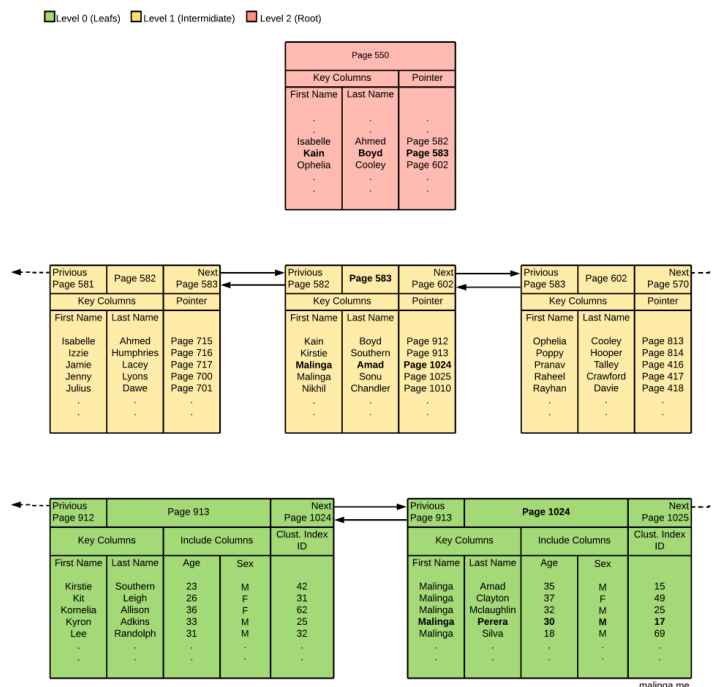 Level 0 (Leafs) Level 1 (Intermidiate) Level 2 (Root)
Page 550
Key Columns Pointer
First Name Last Name
. . .
. . .
Isabelle Ahmed Page 582
Kain Boyd Page 583
Ophelia Cooley Page 602
. . .
. . .
Privious Page 581 Page 582 Next Page 583
Key Columns Pointer
First Name Last Name
Isabelle Ahmed Page 715
Izzie Humphries Page 716
Jamie Lacey Page 717
Jenny Lyons Page 700
Julius Dawe Page 701
. . .
. . .
Privious Page 582 Page 583 Next Page 602
Key Columns Pointer
First Name Last Name
Kain Boyd Page 912
Kirstie Southern Page 913
Malinga Amad Page 1024
Malinga Sonu Page 1025
Nikhil Chandler Page 1010
. . .
. . .
Privious Page 583 Page 602 Next Page 570
Key Columns Pointer
First Name Last Name
Ophelia Cooley Page 813
Poppy Hooper Page 814
Pranav Talley Page 416
Raheel Crawford Page 417
Rayhan Davie Page 418
. . .
. . .
Privious Page 912 Page 913 Next Page 1024
Key Columns Include Columns Clust. Index ID
First Name Last Name Age Sex
Kirstie Southern 23 M 42
Kit Leigh 26 F 31
Kornelia Allison 36 F 62
Kyron Adkins 33 M 25
Lee Randolph 31 M 32
. . . . .
. . . . .
Privious Page 913 Page 1024 Next Page 1025
Key Columns Include Columns Clust. Index ID
First Name Last Name Age Sex
Malinga Amad 35 M 15
Malinga Clayton 37 F 49
Malinga Mclaughlin 32 M 25
Malinga Perera 30 M 17
Malinga Silva 18 M 69
. . . . .
. . . . .
malinga.me